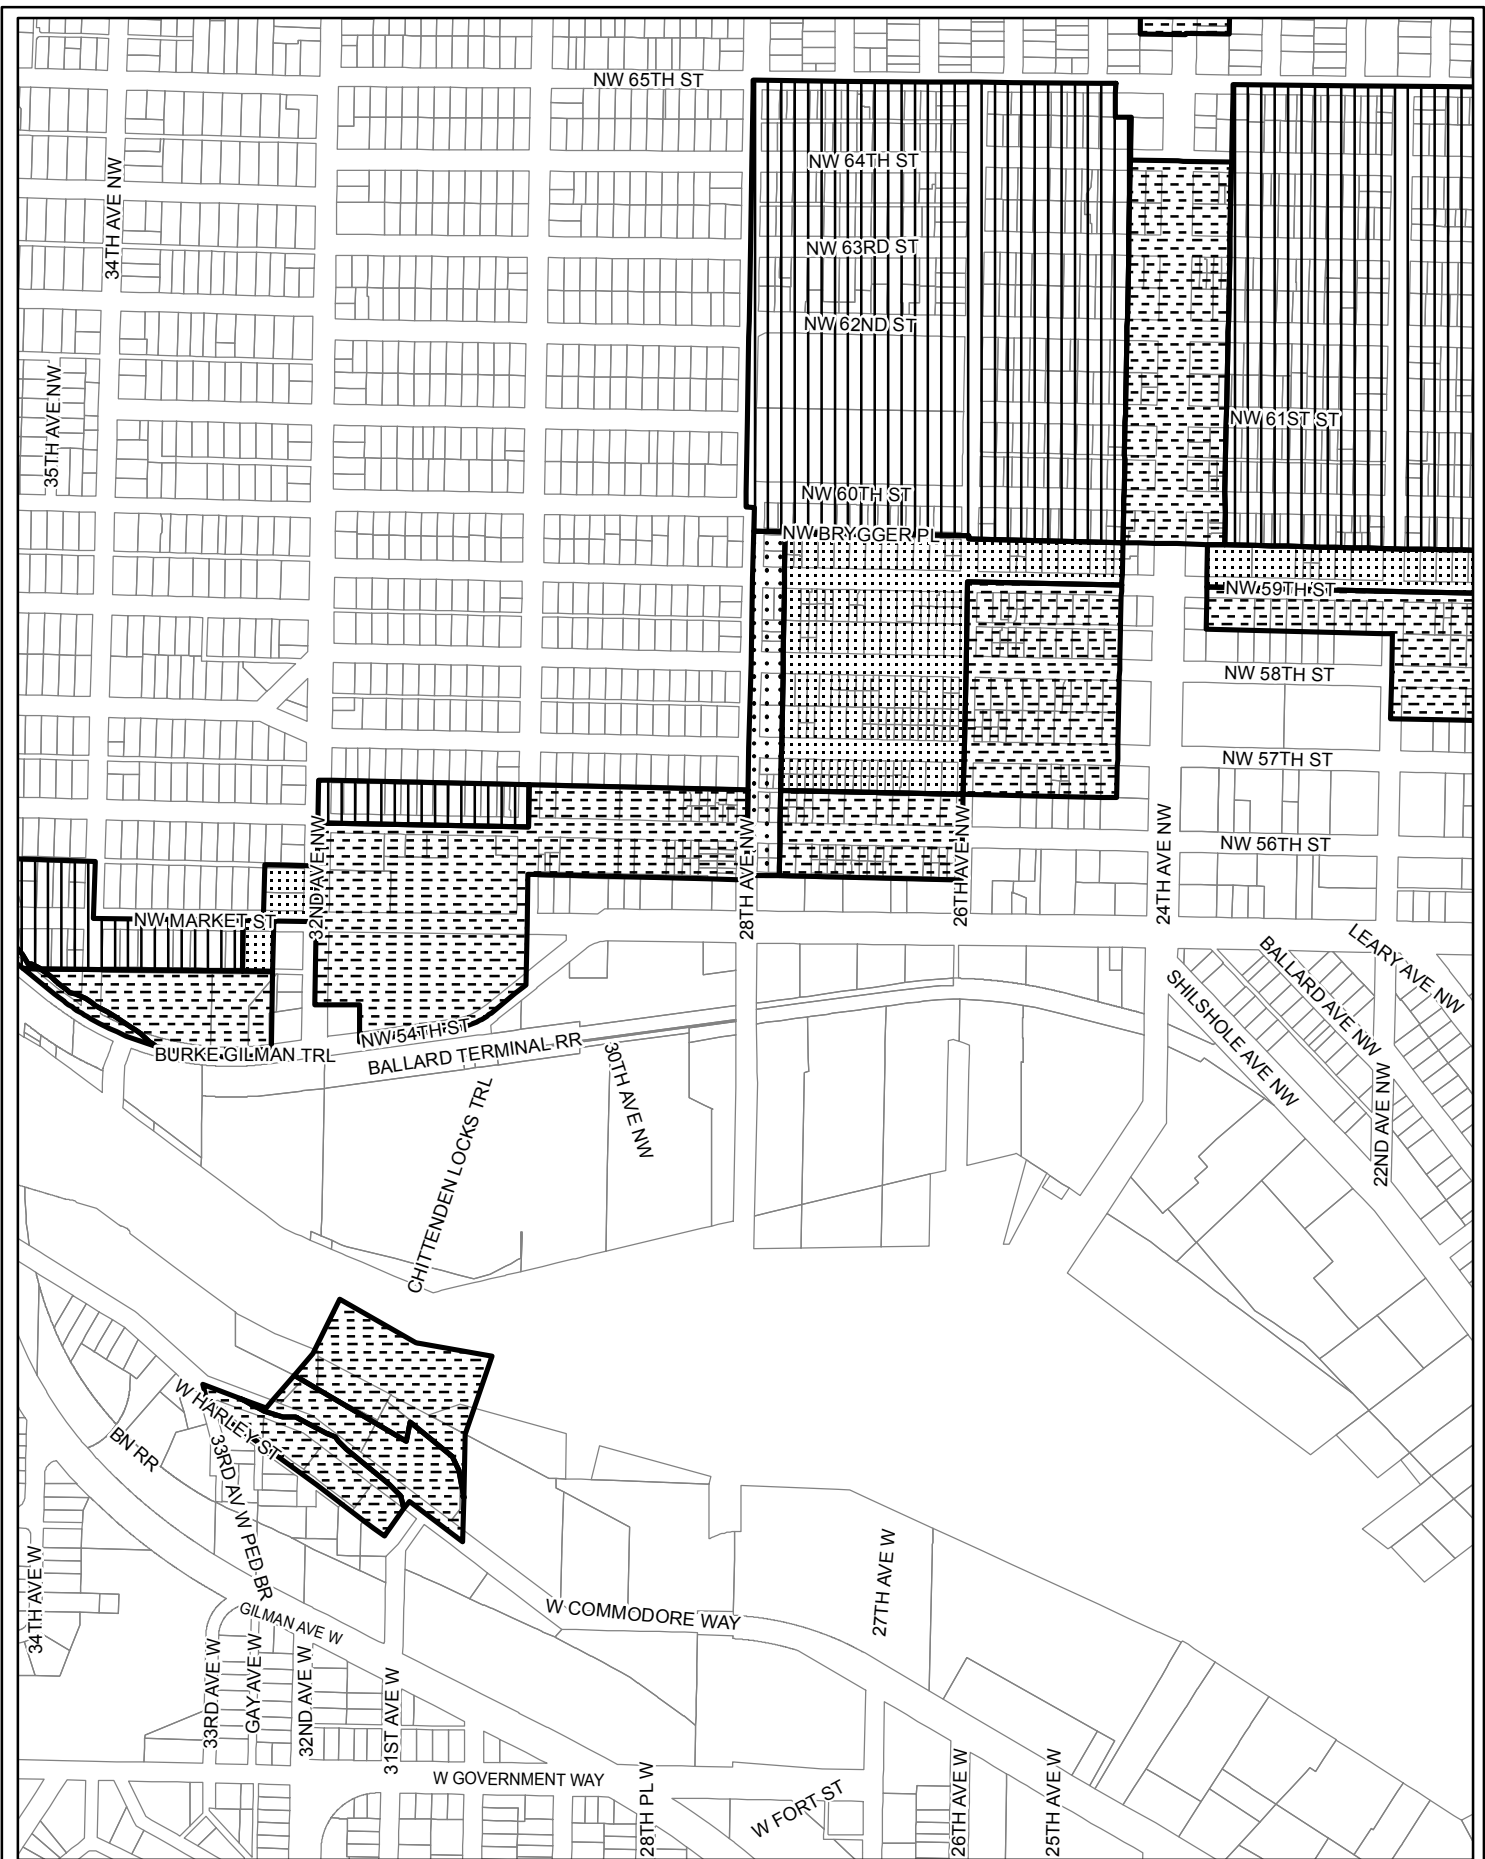 NW 65TH ST
NW 64TH ST
34TH AVE NW
NW 63RD ST
NW 62ND ST
35TH AVE NW
NW 61ST ST
NW 60TH ST
NW BRYGGER PL
NW 59TH ST
NW 58TH ST
NW 57TH ST
NW 56TH ST
32ND AVE NW
28TH AVE NW
26TH AVE NW
24TH AVE NW
NW MARKET ST
LEARY AVE NW
BALLARD AVE NW
SHILSHOLE AVE NW
NW 54TH ST
BURKE GILMAN TRL
BALLARD TERMINAL RR
30TH AVE NW
22ND AVE NW
CHITTENDEN LOCKS TRL
W HARLEY ST
BN RR
33RD AV W PED BR
34TH AVE W
27TH AVE W
W COMMODORE WAY
GILMAN AVE W
33RD AVE W
GAY AVE W
32ND AVE W
31ST AVE W
W GOVERNMENT WAY
28TH PL W
W FORT ST
26TH AVE W
25TH AVE W